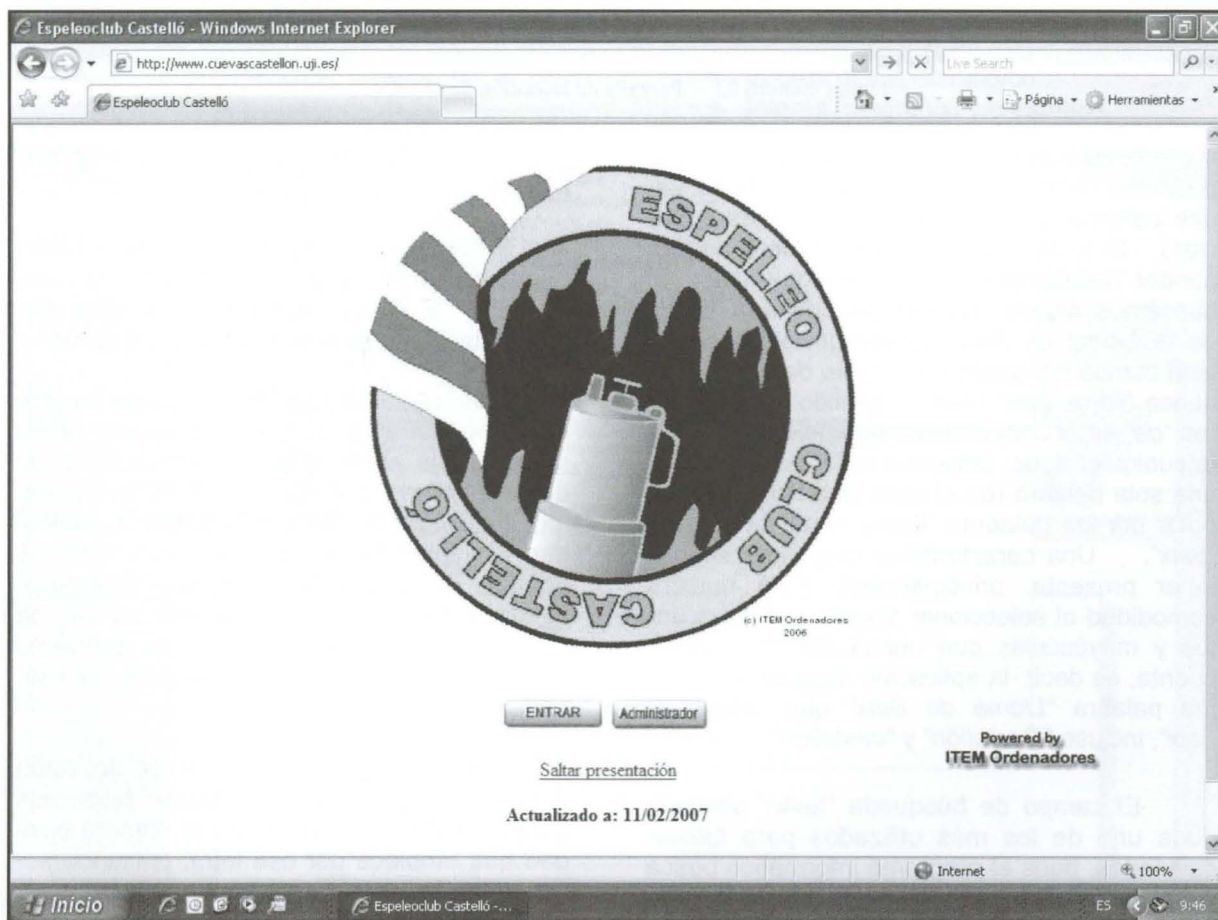 Espeleoclub Castelló - Windows Internet Explorer
http://www.cuevascastellon.uji.es/
Live Search
Espeleoclub Castelló
Página
Herramientas
ESPELEO CLUB CASTELLÓ
(c) ITEM Ordenadores
2006
ENTRAR
Administrador
Saltar presentación
Actualizado a: 11/02/2007
Powered by
ITEM Ordenadores
Internet
100%
Inicio
Espeleoclub Castelló -...
ES
9:46